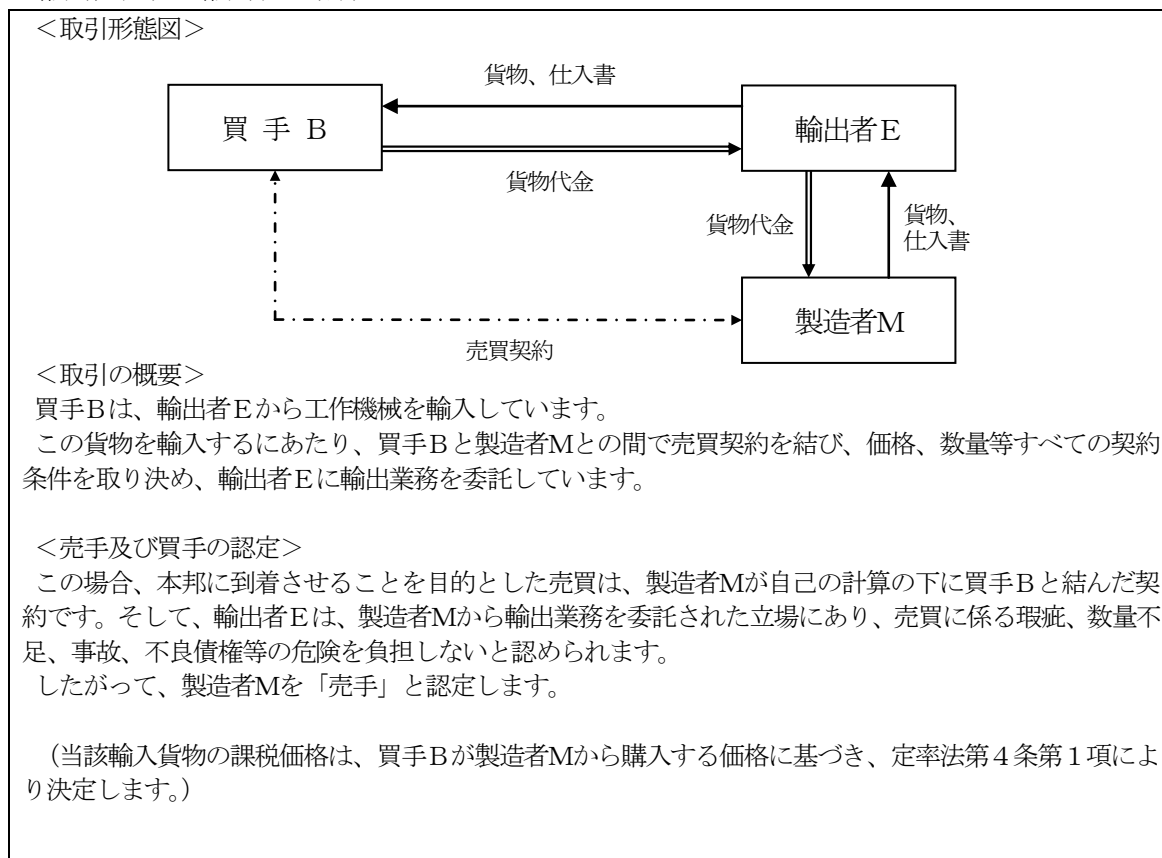 ＜取引形態図＞
貨物、仕入書
買 手 Ｂ
輸出者Ｅ
貨物代金
貨物代金
貨物、
仕入書
製造者Ｍ
売買契約
＜取引の概要＞
買手Ｂは、輸出者Ｅから工作機械を輸入しています。
この貨物を輸入するにあたり、買手Ｂと製造者Ｍとの間で売買契約を結び、価格、数量等すべての契約
条件を取り決め、輸出者Ｅに輸出業務を委託しています。
＜売手及び買手の認定＞
この場合、本邦に到着させることを目的とした売買は、製造者Ｍが自己の計算の下に買手Ｂと結んだ契
約です。そして、輸出者Ｅは、製造者Ｍから輸出業務を委託された立場にあり、売買に係る瑕疵、数量不
足、事故、不良債権等の危険を負担しないと認められます。
したがって、製造者Ｍを「売手」と認定します。
（当該輸入貨物の課税価格は、買手Ｂが製造者Ｍから購入する価格に基づき、定率法第４条第１項によ
り決定します。）